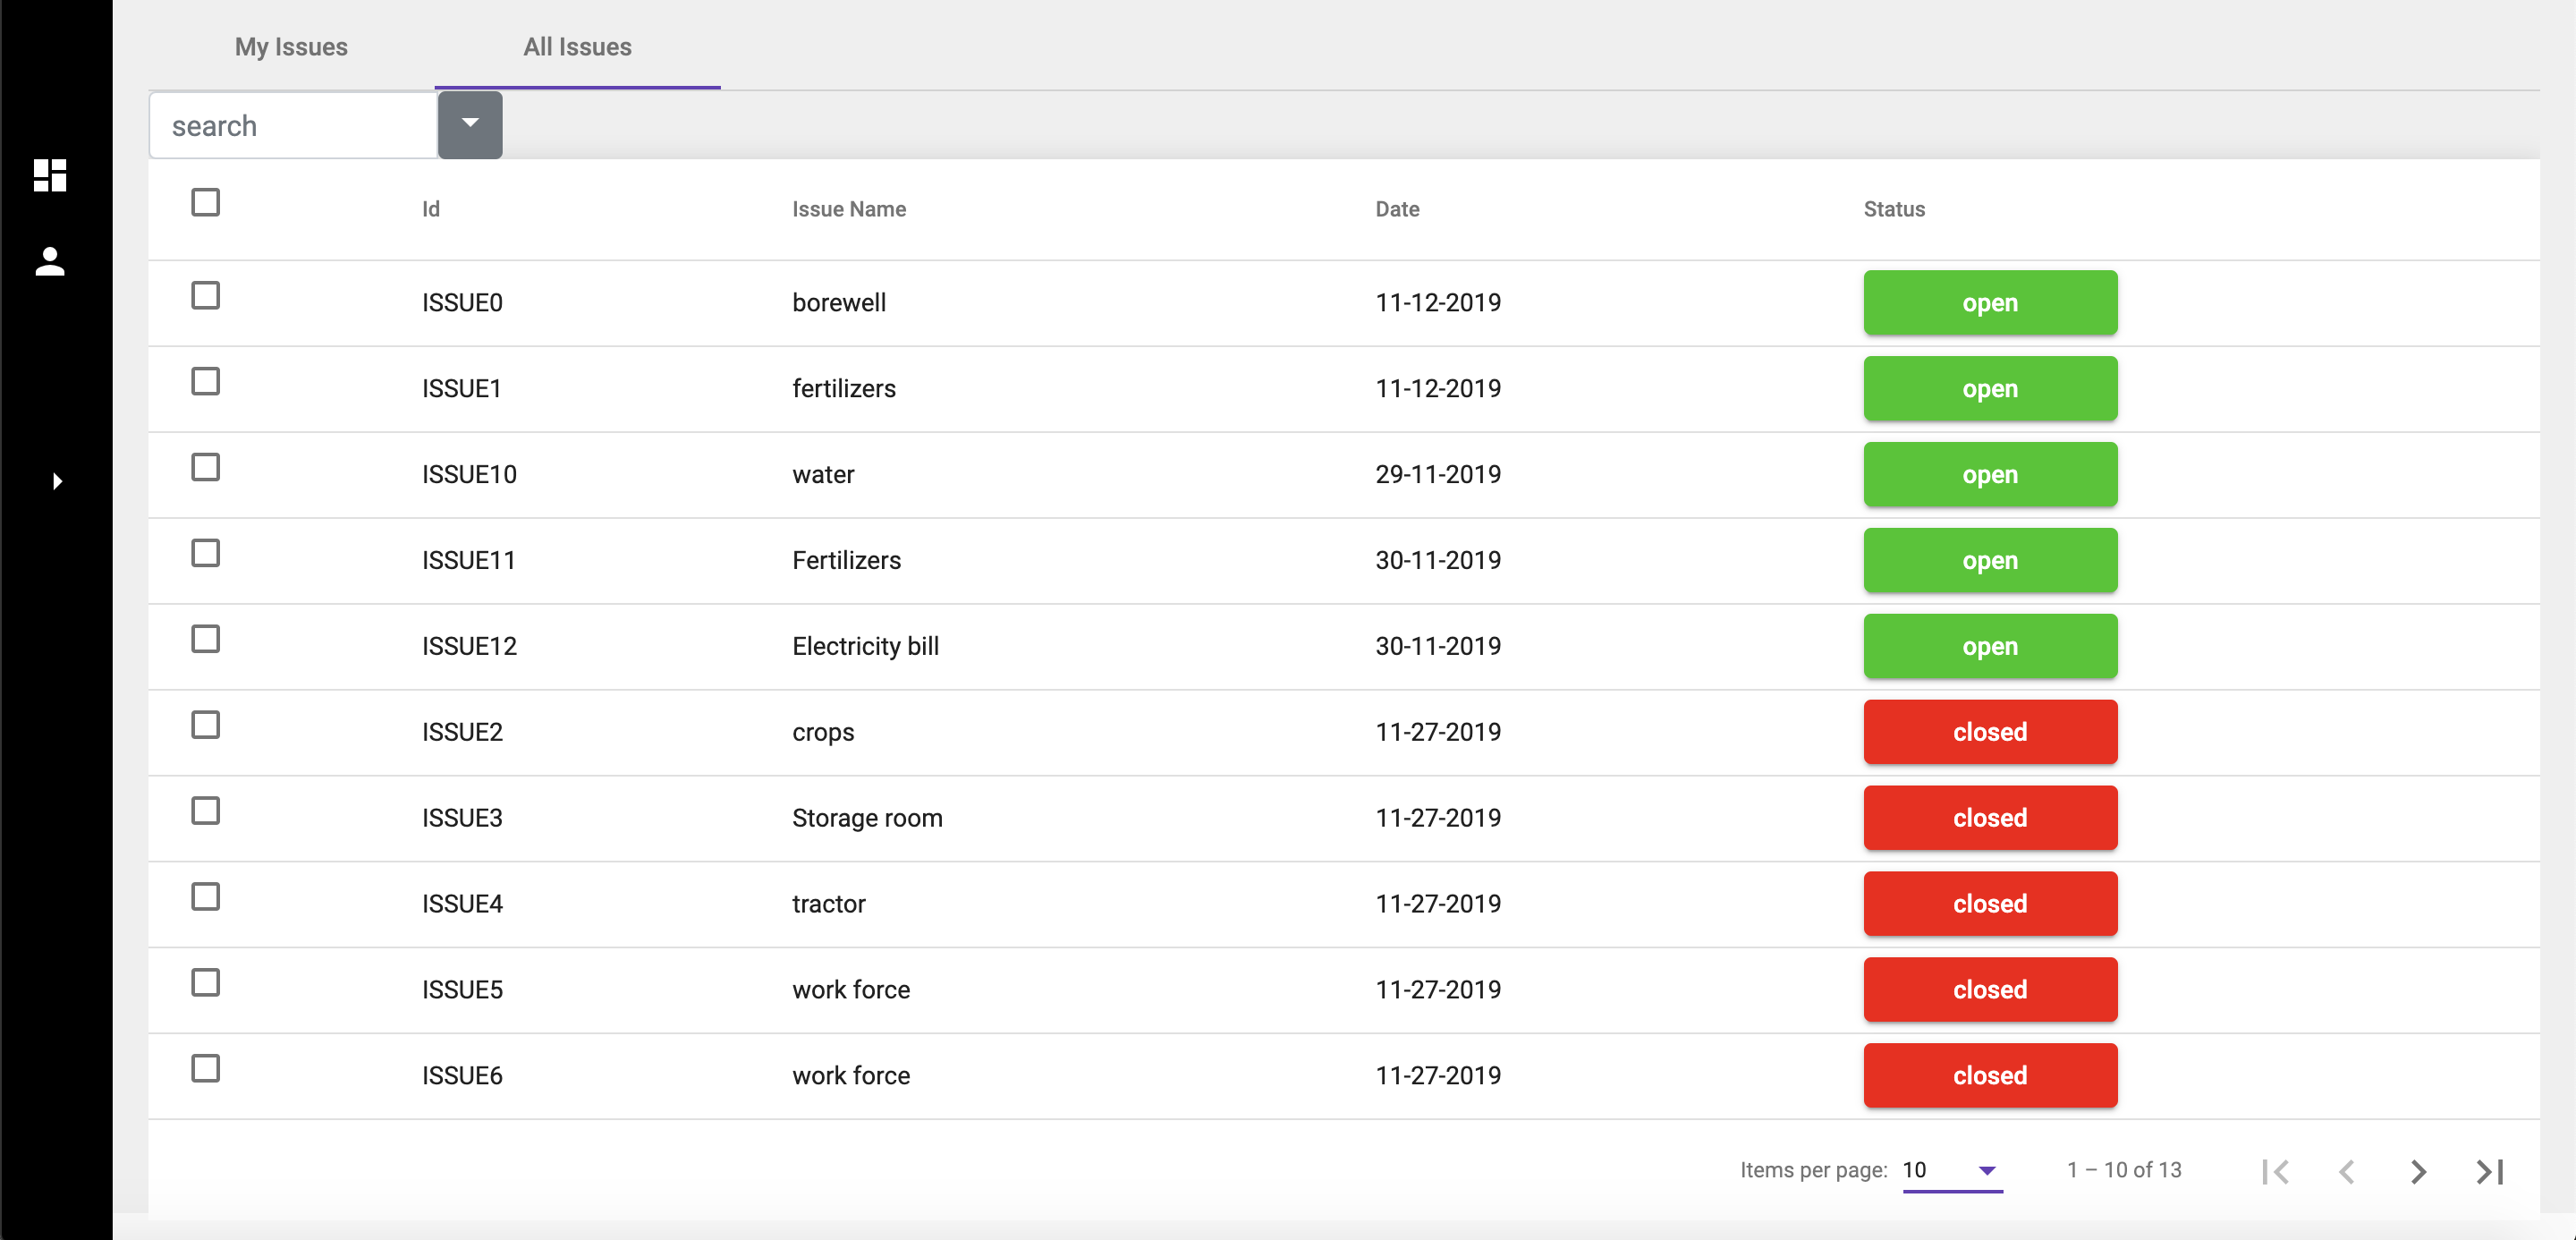 My Issues All Issues
search
Id Issue Name Date Status
ISSUE0 borewell 11-12-2019 open
ISSUE1 fertilizers 11-12-2019 open
ISSUE10 water 29-11-2019 open
ISSUE11 Fertilizers 30-11-2019 open
ISSUE12 Electricity bill 30-11-2019 open
ISSUE2 crops 11-27-2019 closed
ISSUE3 Storage room 11-27-2019 closed
ISSUE4 tractor 11-27-2019 closed
ISSUE5 work force 11-27-2019 closed
ISSUE6 work force 11-27-2019 closed
Items per page: 10 1 – 10 of 13